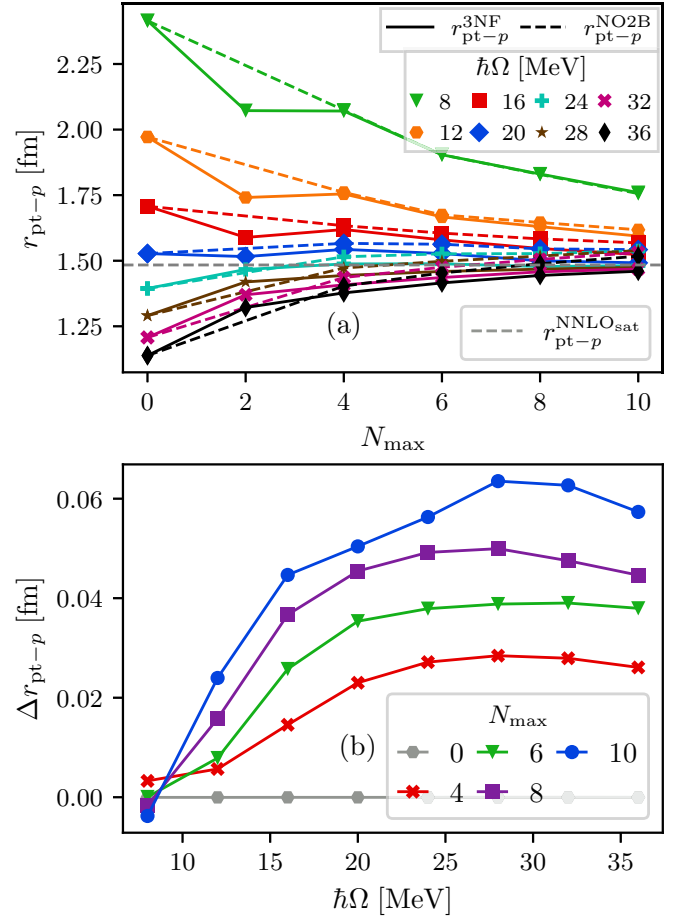 r_{pt−p}^{3NF} r_{pt−p}^{NO2B}
ħΩ [MeV]
8 16 24 32
12 20 28 36
2.25
2.00
1.75
1.50
1.25
r_{pt−p} [fm]
(a)
r_{pt−p}^{NNLO_{sat}}
0 2 4 6 8 10
N_{max}
0.06
0.04
0.02
0.00
Δr_{pt−p} [fm]
(b)
N_{max}
0 6 10
4 8
10 15 20 25 30 35
ħΩ [MeV]